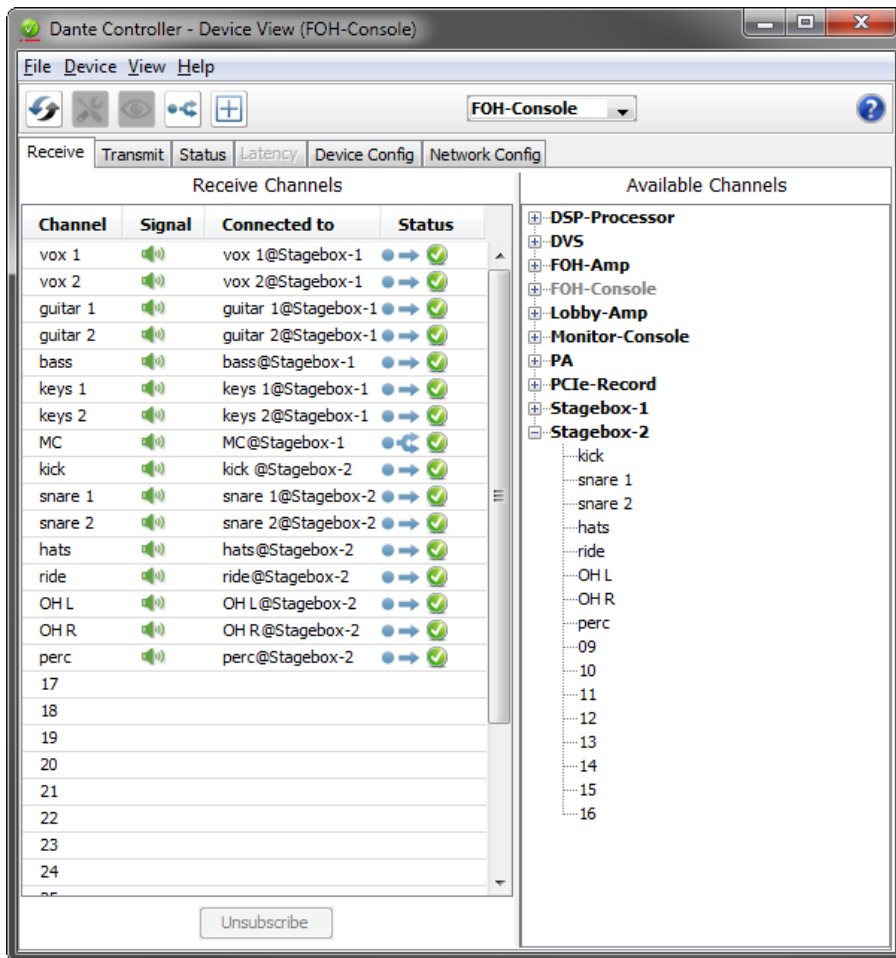 Dante Controller - Device View (FOH-Console)
File Device View Help
FOH-Console
Receive Transmit Status Latency Device Config Network Config
Receive Channels
Channel Signal Connected to Status
vox 1 vox 1@Stagebox-1
vox 2 vox 2@Stagebox-1
guitar 1 guitar 1@Stagebox-1
guitar 2 guitar 2@Stagebox-1
bass bass@Stagebox-1
keys 1 keys 1@Stagebox-1
keys 2 keys 2@Stagebox-1
MC MC@Stagebox-1
kick kick @Stagebox-2
snare 1 snare 1@Stagebox-2
snare 2 snare 2@Stagebox-2
hats hats@Stagebox-2
ride ride@Stagebox-2
OH L OH L@Stagebox-2
OH R OH R@Stagebox-2
perc perc@Stagebox-2
17
18
19
20
21
22
23
24
Unsubscribe
Available Channels
DSP-Processor
DVS
FOH-Amp
FOH-Console
Lobby-Amp
Monitor-Console
PA
PCIe-Record
Stagebox-1
Stagebox-2
kick
snare 1
snare 2
hats
ride
OH L
OH R
perc
09
10
11
12
13
14
15
16